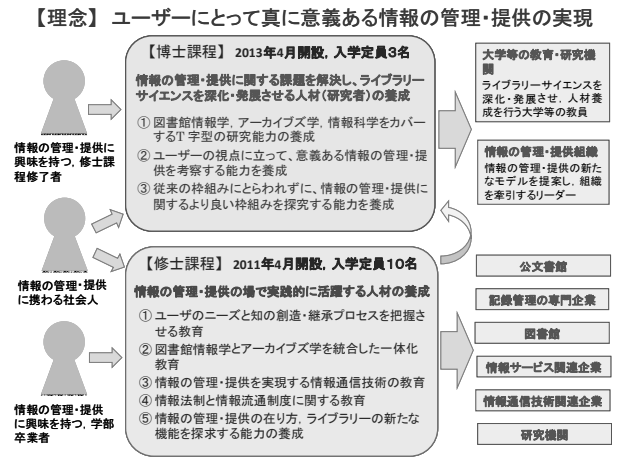 【理念】 ユーザーにとって真に意義ある情報の管理・提供の実現
【博士課程】 2013年4月開設，入学定員3名
情報の管理・提供に関する課題を解決し、ライブラリー
サイエンスを深化・発展させる人材（研究者）の養成
① 図書館情報学，アーカイブズ学，情報科学をカバー
するT字型の研究能力の養成
② ユーザーの視点に立って、意義ある情報の管理・提
供を考察する能力を養成
③ 従来の枠組みにとらわれずに、情報の管理・提供に
関するより良い枠組みを探究する能力を養成
情報の管理・提供に
興味を持つ，修士課
程修了者
大学等の教育・研究機
関
ライブラリーサイエンスを
深化・発展させ，人材養
成を行う大学等の教員
情報の管理・提供組織
情報の管理・提供の新た
なモデルを提案し，組織
を牽引するリーダー
情報の管理・提供
に携わる社会人
【修士課程】 2011年4月開設，入学定員10名
情報の管理・提供の場で実践的に活躍する人材の養成
① ユーザのニーズと知の創造・継承プロセスを把握さ
せる教育
② 図書館情報学とアーカイブズ学を統合した一体化
教育
③ 情報の管理・提供を実現する情報通信技術の教育
④ 情報法制と情報流通制度に関する教育
⑤ 情報の管理・提供の在り方，ライブラリーの新たな
機能を探求する能力の養成
情報の管理・提供
に興味を持つ，学部
卒業者
公文書館
記録管理の専門企業
図書館
情報サービス関連企業
情報通信技術関連企業
研究機関